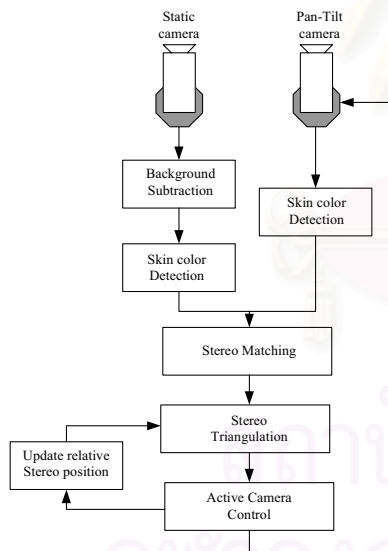 Static
camera
Pan-Tilt
camera
Background
Subtraction
Skin color
Detection
Skin color
Detection
Stereo Matching
Stereo
Triangulation
Update relative
Stereo position
Active Camera
Control